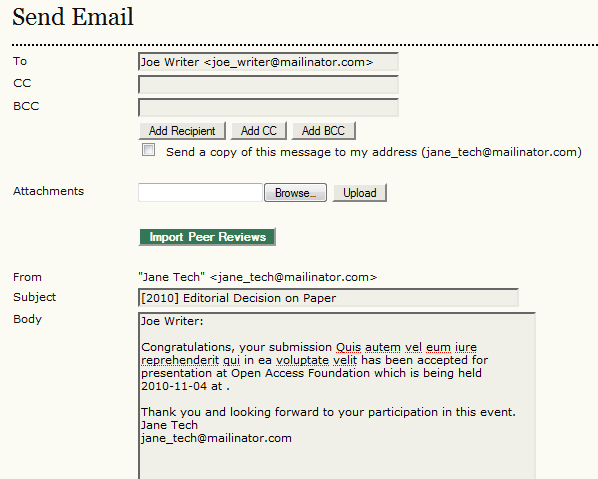 Send Email
To Joe Writer <joe_writer@mailinator.com>
CC
BCC
Add Recipient Add CC Add BCC
Send a copy of this message to my address (jane_tech@mailinator.com)
Attachments Browse... Upload
Import Peer Reviews
From "Jane Tech" <jane_tech@mailinator.com>
Subject [2010] Editorial Decision on Paper
Body Joe Writer:
Congratulations, your submission Quis autem vel eum iure
reprehenderit qui in ea voluptate velit has been accepted for
presentation at Open Access Foundation which is being held
2010-11-04 at .
Thank you and looking forward to your participation in this event.
Jane Tech
jane_tech@mailinator.com